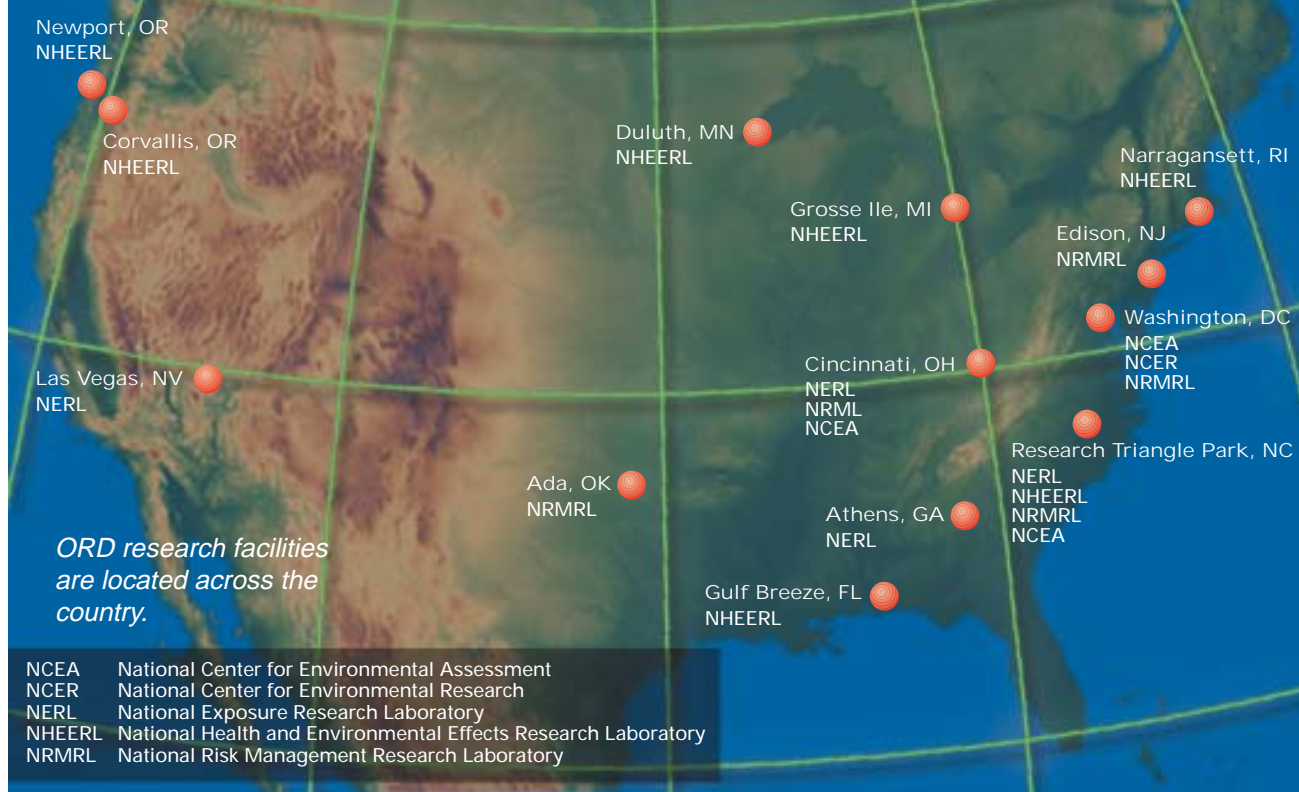 Newport, OR
NHEERL
Corvallis, OR
NHEERL
Duluth, MN
NHEERL
Narragansett, RI
NHEERL
Grosse Ile, MI
NHEERL
Edison, NJ
NRMRL
Washington, DC
NCEA
NCER
NRMRL
Las Vegas, NV
NERL
Cincinnati, OH
NERL
NRML
NCEA
Research Triangle Park, NC
NERL
NHEERL
NRMRL
NCEA
Ada, OK
NRMRL
Athens, GA
NERL
Gulf Breeze, FL
NHEERL
ORD research facilities
are located across the
country.
NCEA National Center for Environmental Assessment
NCER National Center for Environmental Research
NERL National Exposure Research Laboratory
NHEERL National Health and Environmental Effects Research Laboratory
NRMRL National Risk Management Research Laboratory